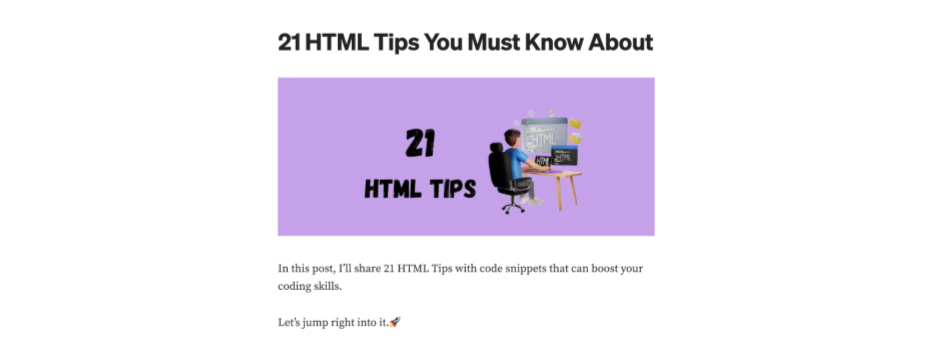 21 HTML Tips You Must Know About
21
HTML TIPS
HTML
HTML
HTML
In this post, I’ll share 21 HTML Tips with code snippets that can boost your
coding skills.
Let’s jump right into it.🚀